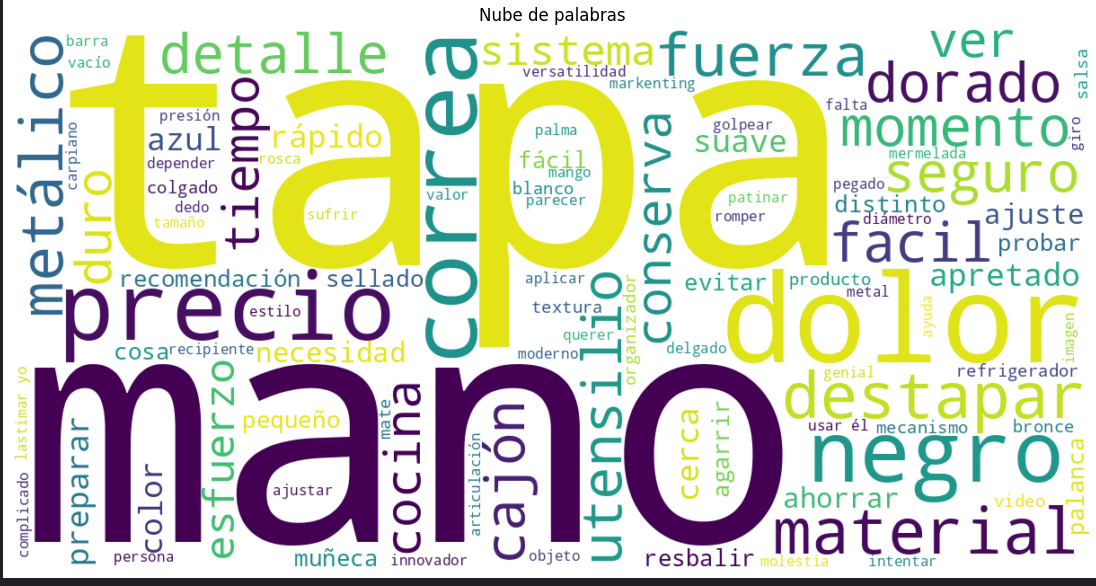 Nube de palabras
barra
vacío
detalle
sistema
fuerza
ver
versatilidad
markenting
dorado
salsa
metálico
tapa
correa
presión
azul
tiempo
rápido
palma
golpear
falta
suave
momento
giro
carpiano
depender
rosca
fácil
mango
mermelada
duro
colgado
valor
blanco
parecer
conserva
pegado
seguro
dedo
tamaño
sufrir
patinar
romper
distinto
diámetro
ajuste
facil
probar
recomendación
sellado
aplicar
evitar
producto
metal
apretado
precio
estilo
textura
utensilio
organizador
dolor
ayuda
imagen
querer
cosa
recipiente
necesidad
moderno
delgado
genial
refrigerador
lastimar yo
mano
esfuerzo
cocina
mate
destapar
pequeño
cajón
cerca
agarrir
usar él
mecanismo
bronce
preparar
color
articulación
negro
palanca
complicado
ajustar
ahorrar
video
material
persona
muñeca
innovador
objeto
resbalir
molestia
intentar